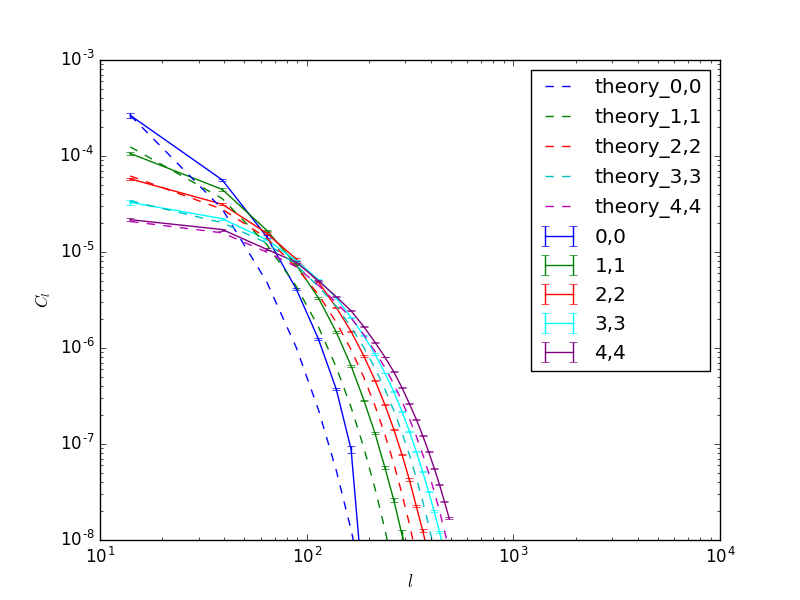 10^-3
10^-4
10^-5
10^-6
10^-7
10^-8
C_l
10^1
10^2
10^3
10^4
l
theory_0,0
theory_1,1
theory_2,2
theory_3,3
theory_4,4
0,0
1,1
2,2
3,3
4,4